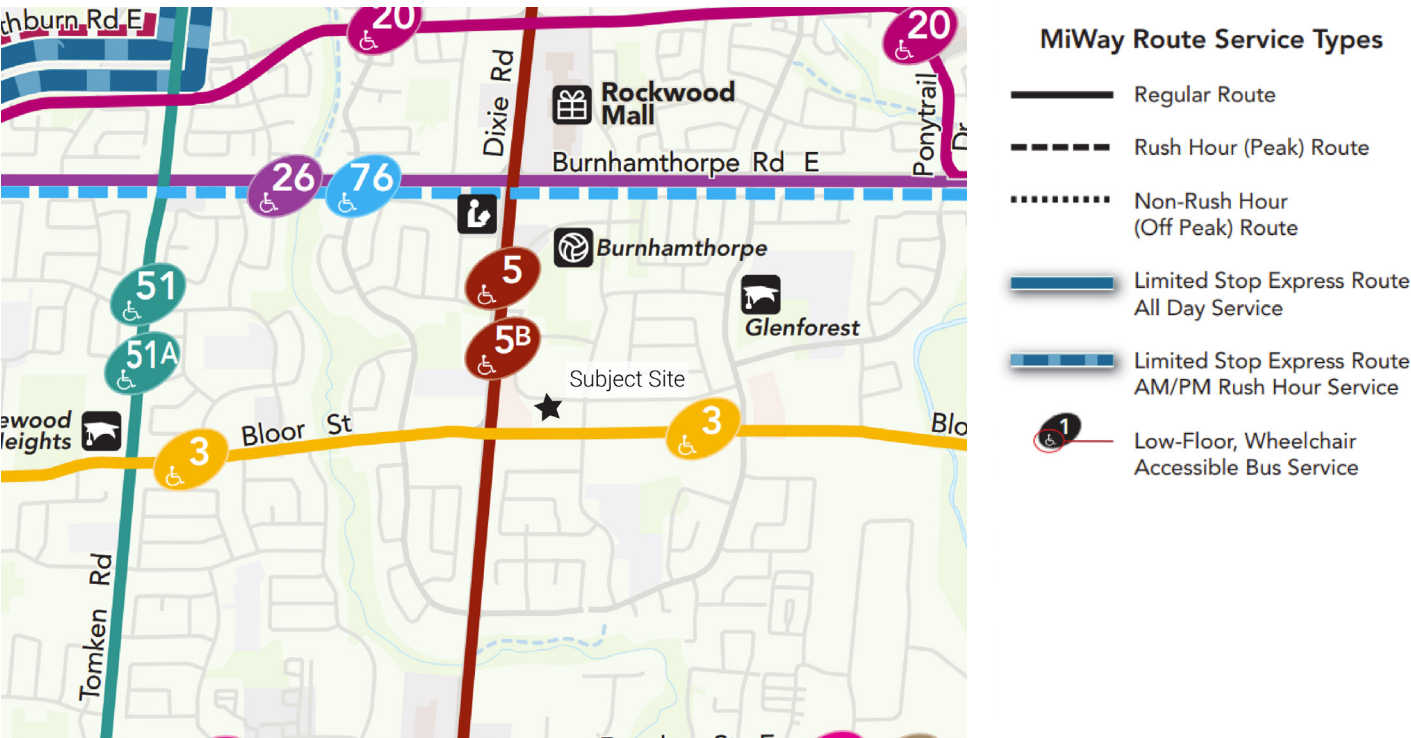 thburn Rd E
20
20
Dixie Rd
Rockwood
Mall
Ponytrail
Dr
Burnhamthorpe Rd E
26
76
Burnhamthorpe
5
51
Glenforest
5B
51A
Subject Site
ewood
eights
Bloor St
3
3
Blo
Tomken Rd
MiWay Route Service Types
Regular Route
Rush Hour (Peak) Route
Non-Rush Hour
(Off Peak) Route
Limited Stop Express Route
All Day Service
Limited Stop Express Route
AM/PM Rush Hour Service
1
Low-Floor, Wheelchair
Accessible Bus Service